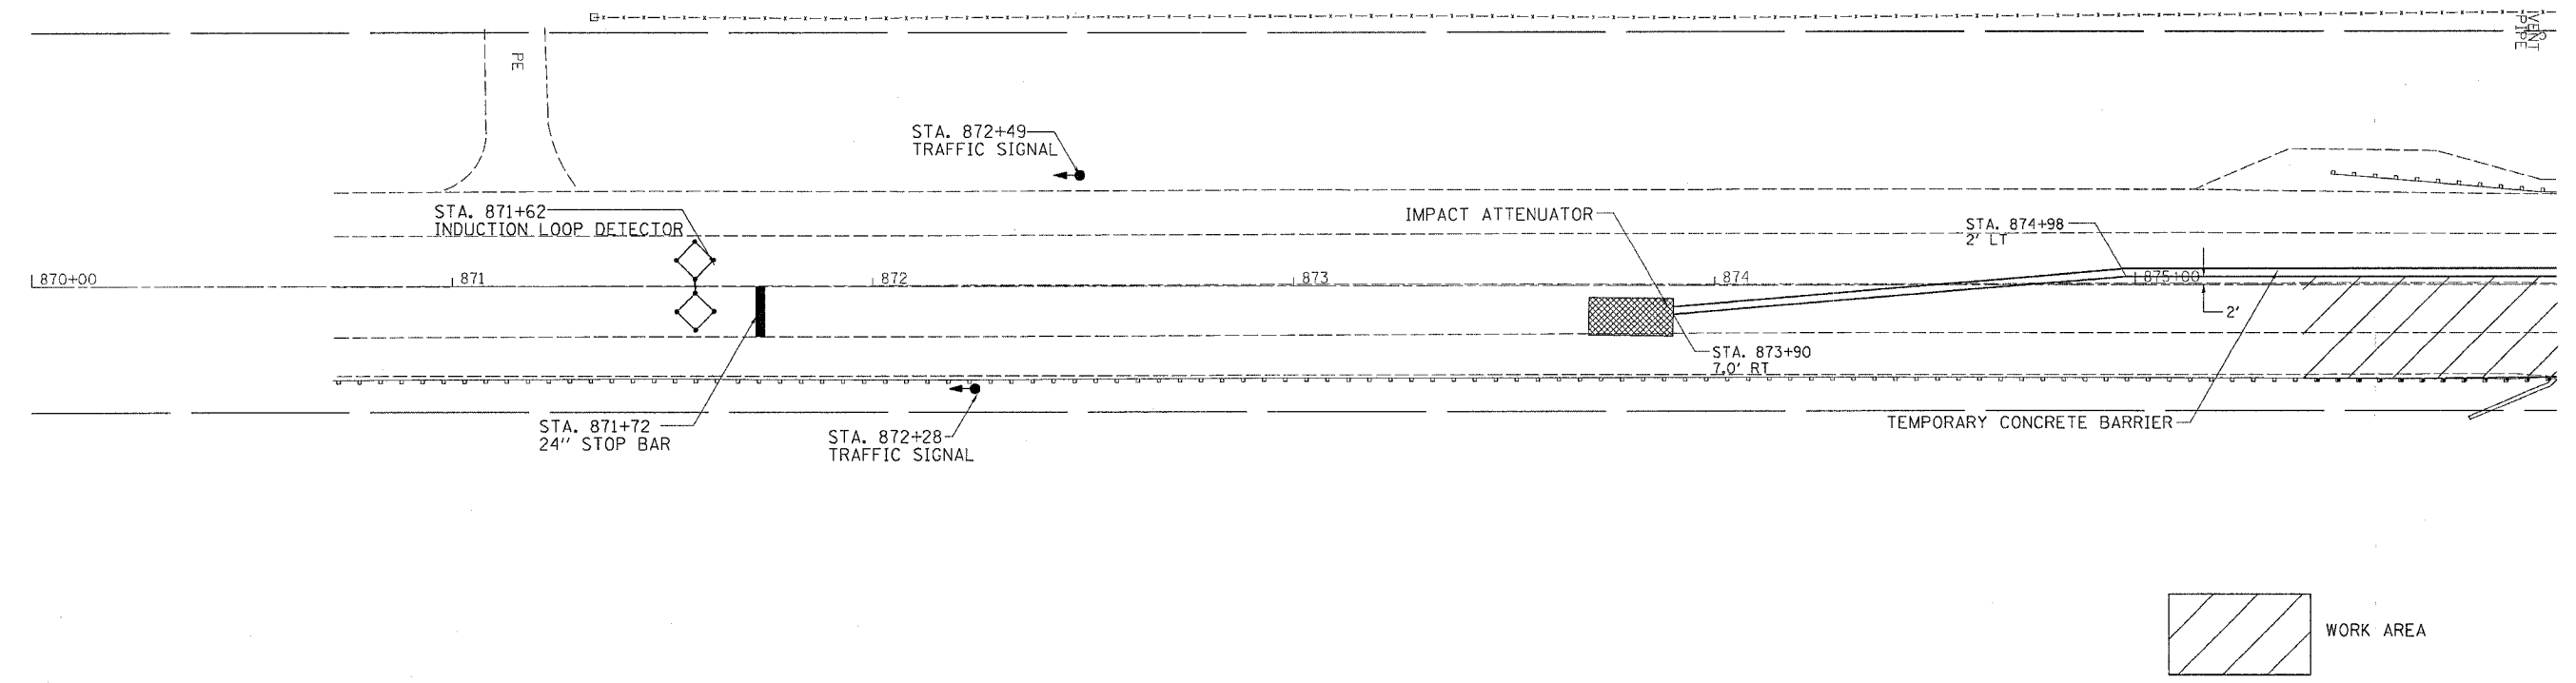 VENT
PIPE
PE
STA. 872+49
TRAFFIC SIGNAL
STA. 871+62
INDUCTION LOOP DETECTOR
IMPACT ATTENUATOR
STA. 874+98
2' LT
870+00
871
872
873
874
875+00
2'
STA. 873+90
7.0' RT
STA. 871+72
24" STOP BAR
STA. 872+28
TRAFFIC SIGNAL
TEMPORARY CONCRETE BARRIER
WORK AREA